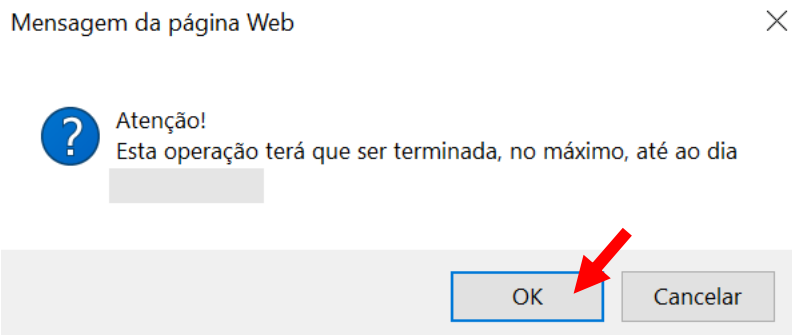 Mensagem da página Web
Atenção!
Esta operação terá que ser terminada, no máximo, até ao dia
OK
Cancelar